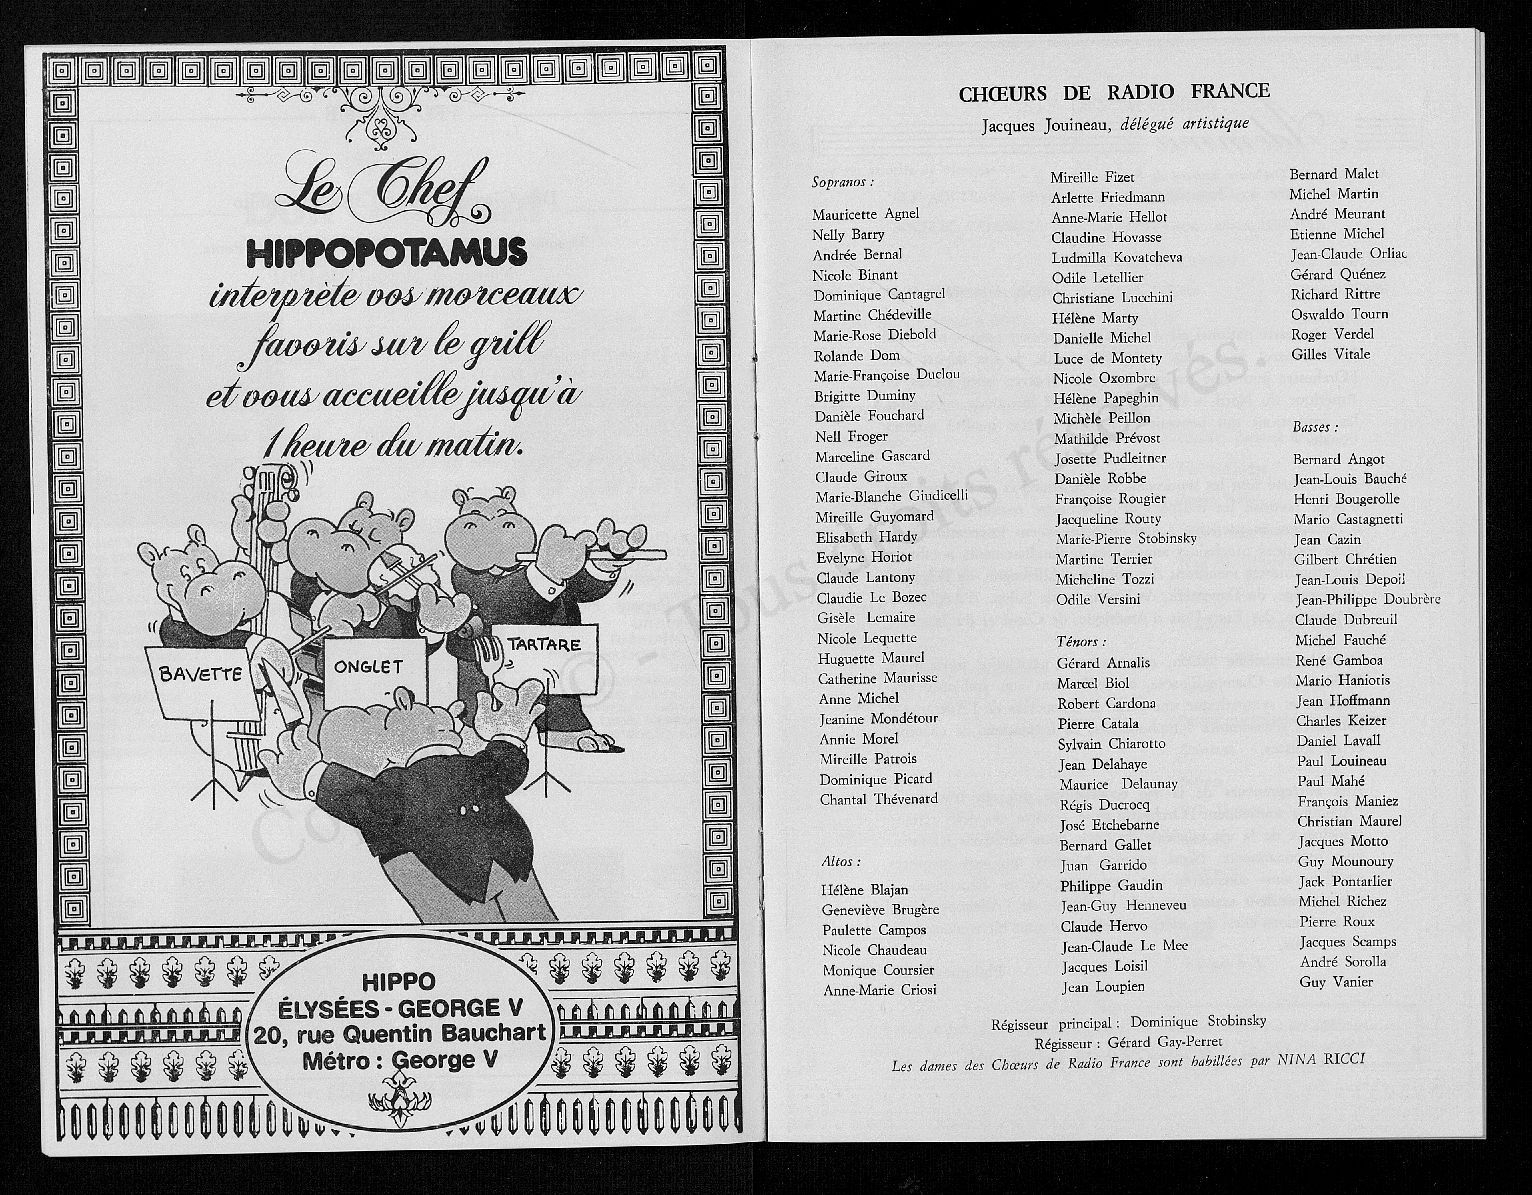 Le Chef
HIPPOPOTAMUS
interprète vos morceaux
favoris sur le grill
et vous accueille jusqu'à
1 heure du matin.
BAVETTE
ONGLET
TARTARE
HIPPO
ÉLYSÉES - GEORGE V
20, rue Quentin Bauchart
Métro : George V
CHŒURS DE RADIO FRANCE
Jacques Jouineau, délégué artistique
Sopranos :
Mauricette Agnel
Nelly Barry
Andrée Bernal
Nicole Binant
Dominique Cantagrel
Martine Chédeville
Marie-Rose Diebold
Rolande Dom
Marie-Françoise Duclou
Brigitte Duminy
Danièle Fouchard
Nell Froger
Marceline Gascard
Claude Giroux
Marie-Blanche Giudicelli
Mireille Guyomard
Elisabeth Hardy
Evelyne Horiot
Claude Lantony
Claudie Le Bozec
Gisèle Lemaire
Nicole Lequette
Huguette Maurel
Catherine Maurisse
Anne Michel
Jeanine Mondétour
Annie Morel
Mireille Patrois
Dominique Picard
Chantal Thévenard
Altos :
Hélène Blajan
Geneviève Brugère
Paulette Campos
Nicole Chaudeau
Monique Coursier
Anne-Marie Criosi
Mireille Fizet
Arlette Friedmann
Anne-Marie Hellot
Claudine Hovasse
Ludmilla Kovatcheva
Odile Letellier
Christiane Lucchini
Hélène Marty
Danielle Michel
Luce de Montety
Nicole Oxombre
Hélène Papeghin
Michèle Peillon
Mathilde Prévost
Josette Pudleitner
Danièle Robbe
Françoise Rougier
Jacqueline Routy
Marie-Pierre Stobinsky
Martine Terrier
Micheline Tozzi
Odile Versini
Ténors :
Gérard Arnalis
Marcel Biol
Robert Cardona
Pierre Catala
Sylvain Chiarotto
Jean Delahaye
Maurice Delaunay
Régis Ducrocq
José Etchebarne
Bernard Gallet
Juan Garrido
Philippe Gaudin
Jean-Guy Henneveu
Claude Hervo
Jean-Claude Le Mee
Jacques Loisil
Jean Loupien
Bernard Malet
Michel Martin
André Meurant
Etienne Michel
Jean-Claude Orliac
Gérard Quénez
Richard Rittre
Oswaldo Tourn
Roger Verdel
Gilles Vitale
Basses :
Bernard Angot
Jean-Louis Bauché
Henri Bougerolle
Mario Castagnetti
Jean Cazin
Gilbert Chrétien
Jean-Louis Depoil
Jean-Philippe Doubrère
Claude Dubreuil
Michel Fauché
René Gamboa
Mario Haniotis
Jean Hoffmann
Charles Keizer
Daniel Lavall
Paul Louineau
Paul Mahé
François Maniez
Christian Maurel
Jacques Motto
Guy Mounoury
Jack Pontarlier
Michel Richez
Pierre Roux
Jacques Scamps
André Sorolla
Guy Vanier
Régisseur principal : Dominique Stobinsky
Régisseur : Gérard Gay-Perret
Les dames des Chœurs de Radio France sont habillées par NINA RICCI